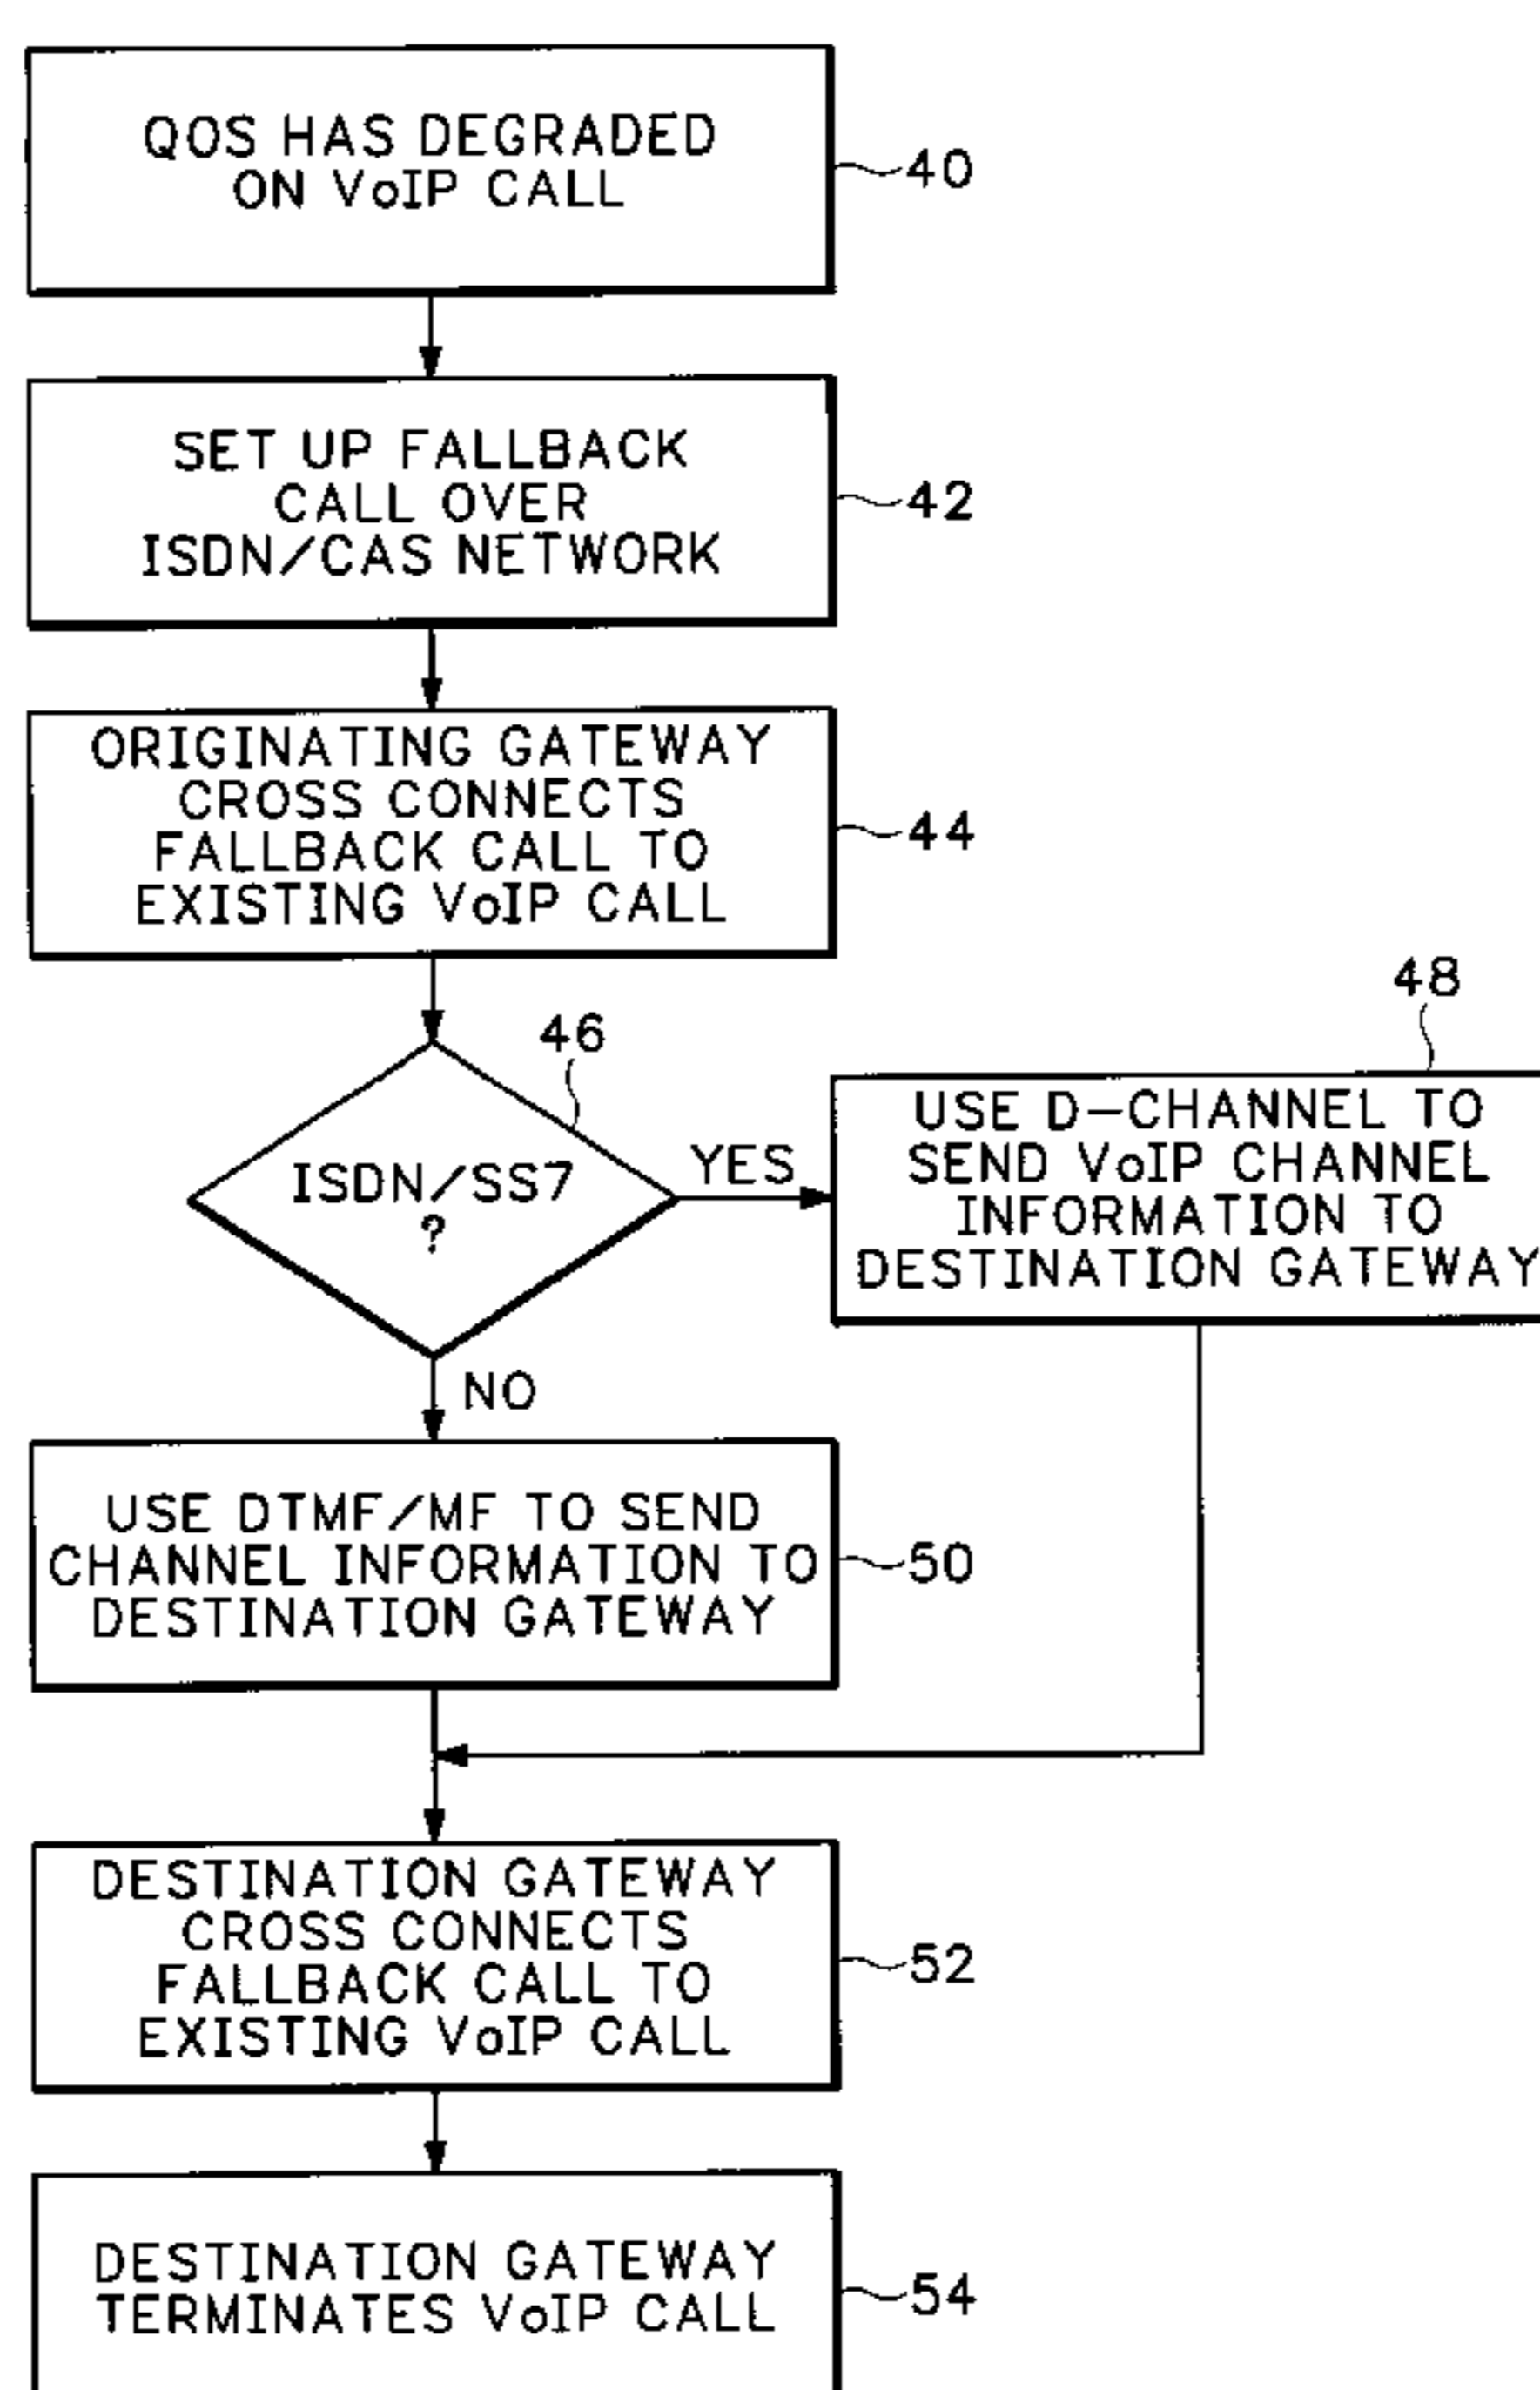 QOS HAS DEGRADED
ON VoIP CALL
40
SET UP FALLBACK
CALL OVER
ISDN/CAS NETWORK
42
ORIGINATING GATEWAY
CROSS CONNECTS
FALLBACK CALL TO
EXISTING VoIP CALL
44
46
ISDN/SS7
?
YES
48
USE D-CHANNEL TO
SEND VoIP CHANNEL
INFORMATION TO
DESTINATION GATEWAY
NO
USE DTMF/MF TO SEND
CHANNEL INFORMATION TO
DESTINATION GATEWAY
50
DESTINATION GATEWAY
CROSS CONNECTS
FALLBACK CALL TO
EXISTING VoIP CALL
52
DESTINATION GATEWAY
TERMINATES VoIP CALL
54